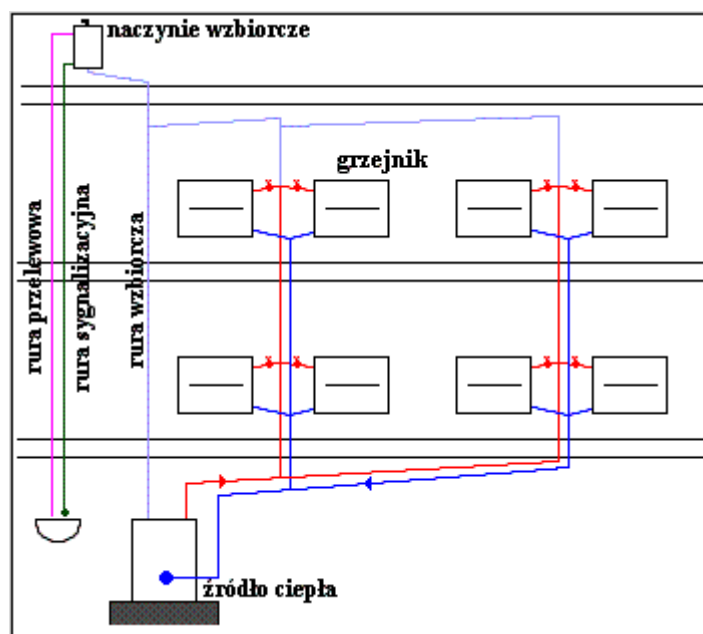 naczynie wzbiorcze
grzejnik
rura przelewowa
rura sygnalizacyjna
rura wzbiorcza
źródło ciepła